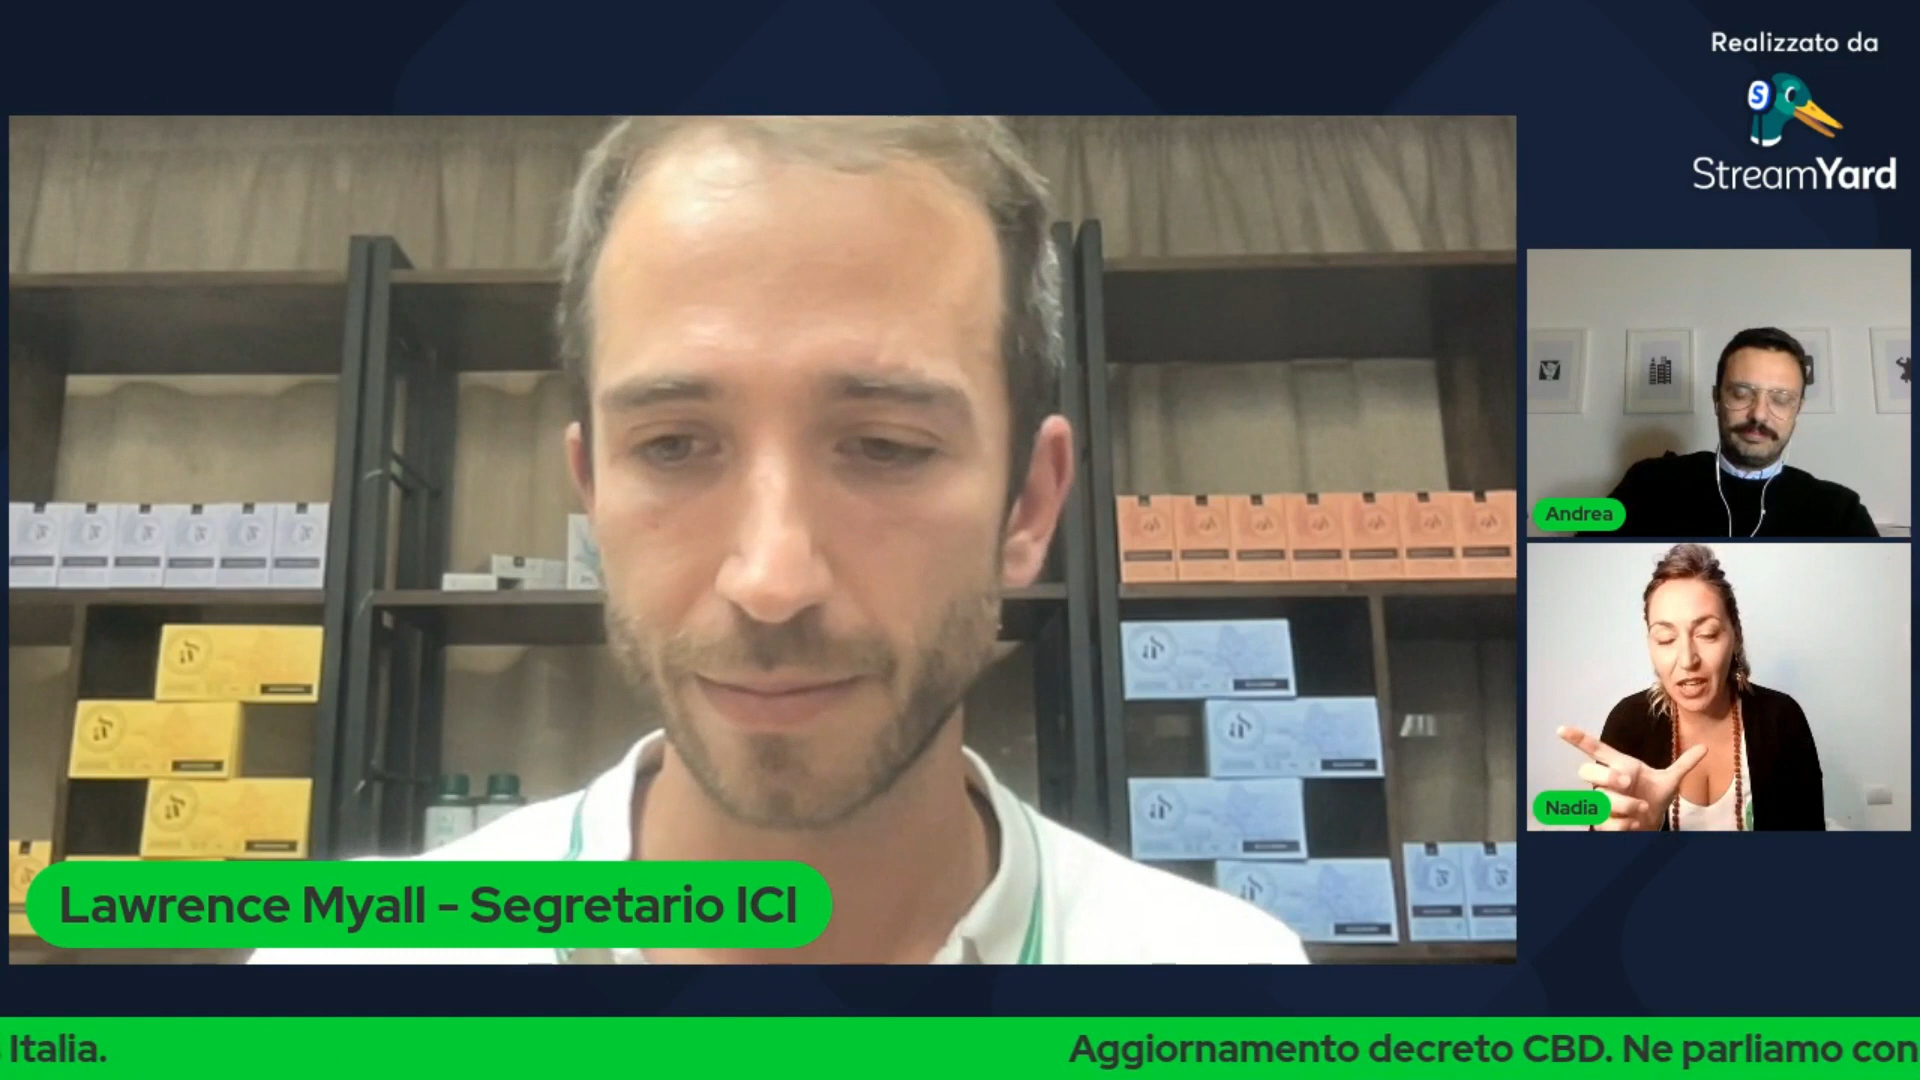 Realizzato da
S
StreamYard
Andrea
Nadia
Lawrence Myall - Segretario ICI
Italia.
Aggiornamento decreto CBD. Ne parliamo con